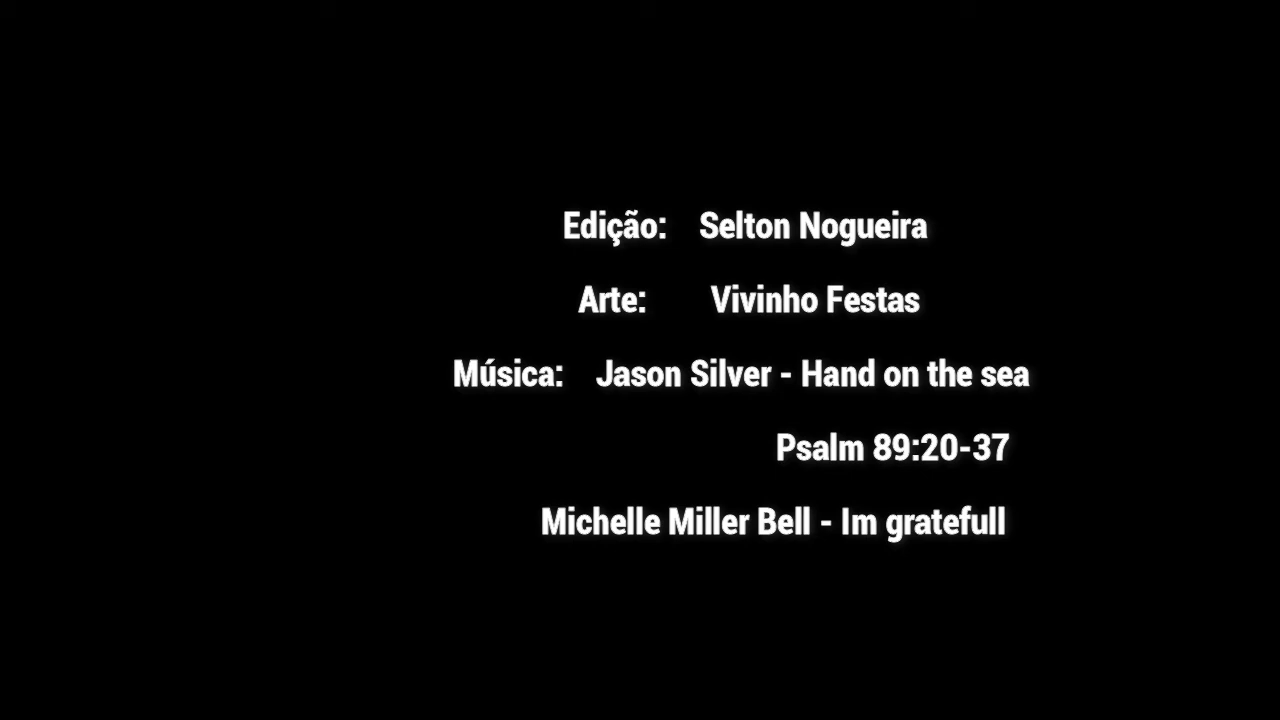 Edição: Selton Nogueira
Arte: Vivinho Festas
Música: Jason Silver - Hand on the sea
Psalm 89:20-37
Michelle Miller Bell - Im gratefull